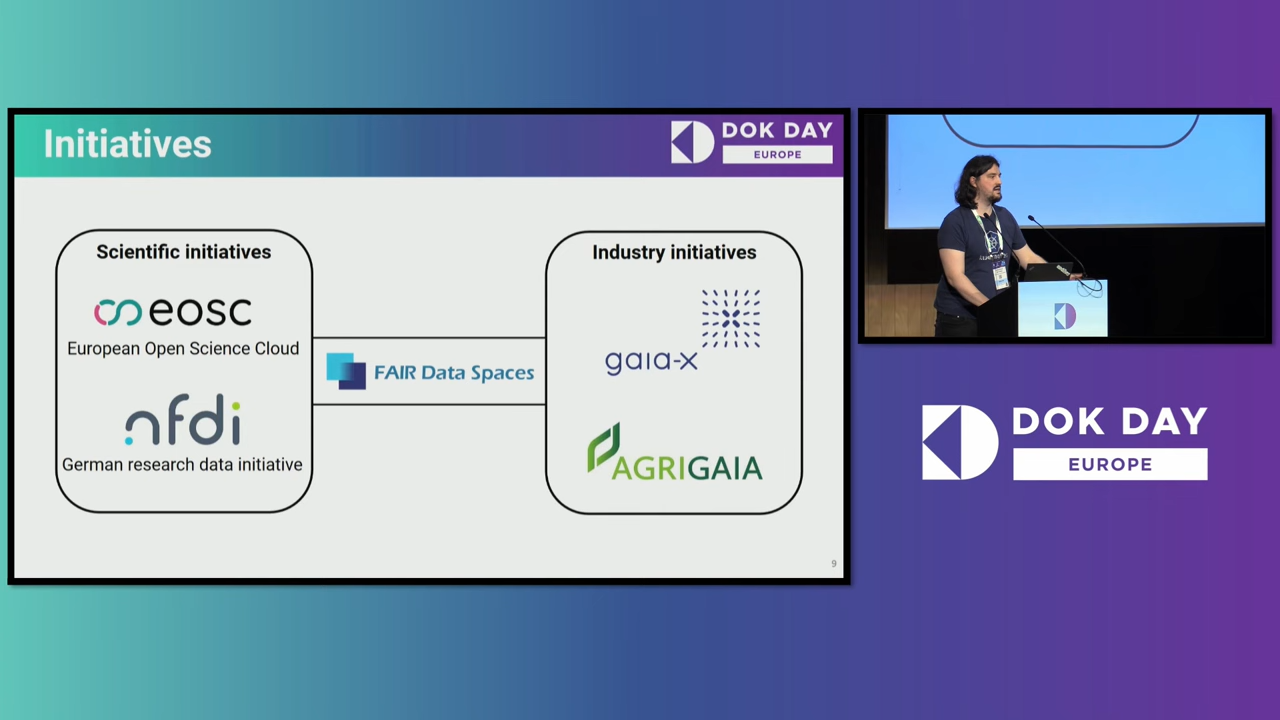 Initiatives
DOK DAY
EUROPE
Scientific initiatives
eosc
European Open Science Cloud
nfdi
German research data initiative
FAIR Data Spaces
Industry initiatives
gaia-x
AGRIGAIA
9
DOK DAY
EUROPE